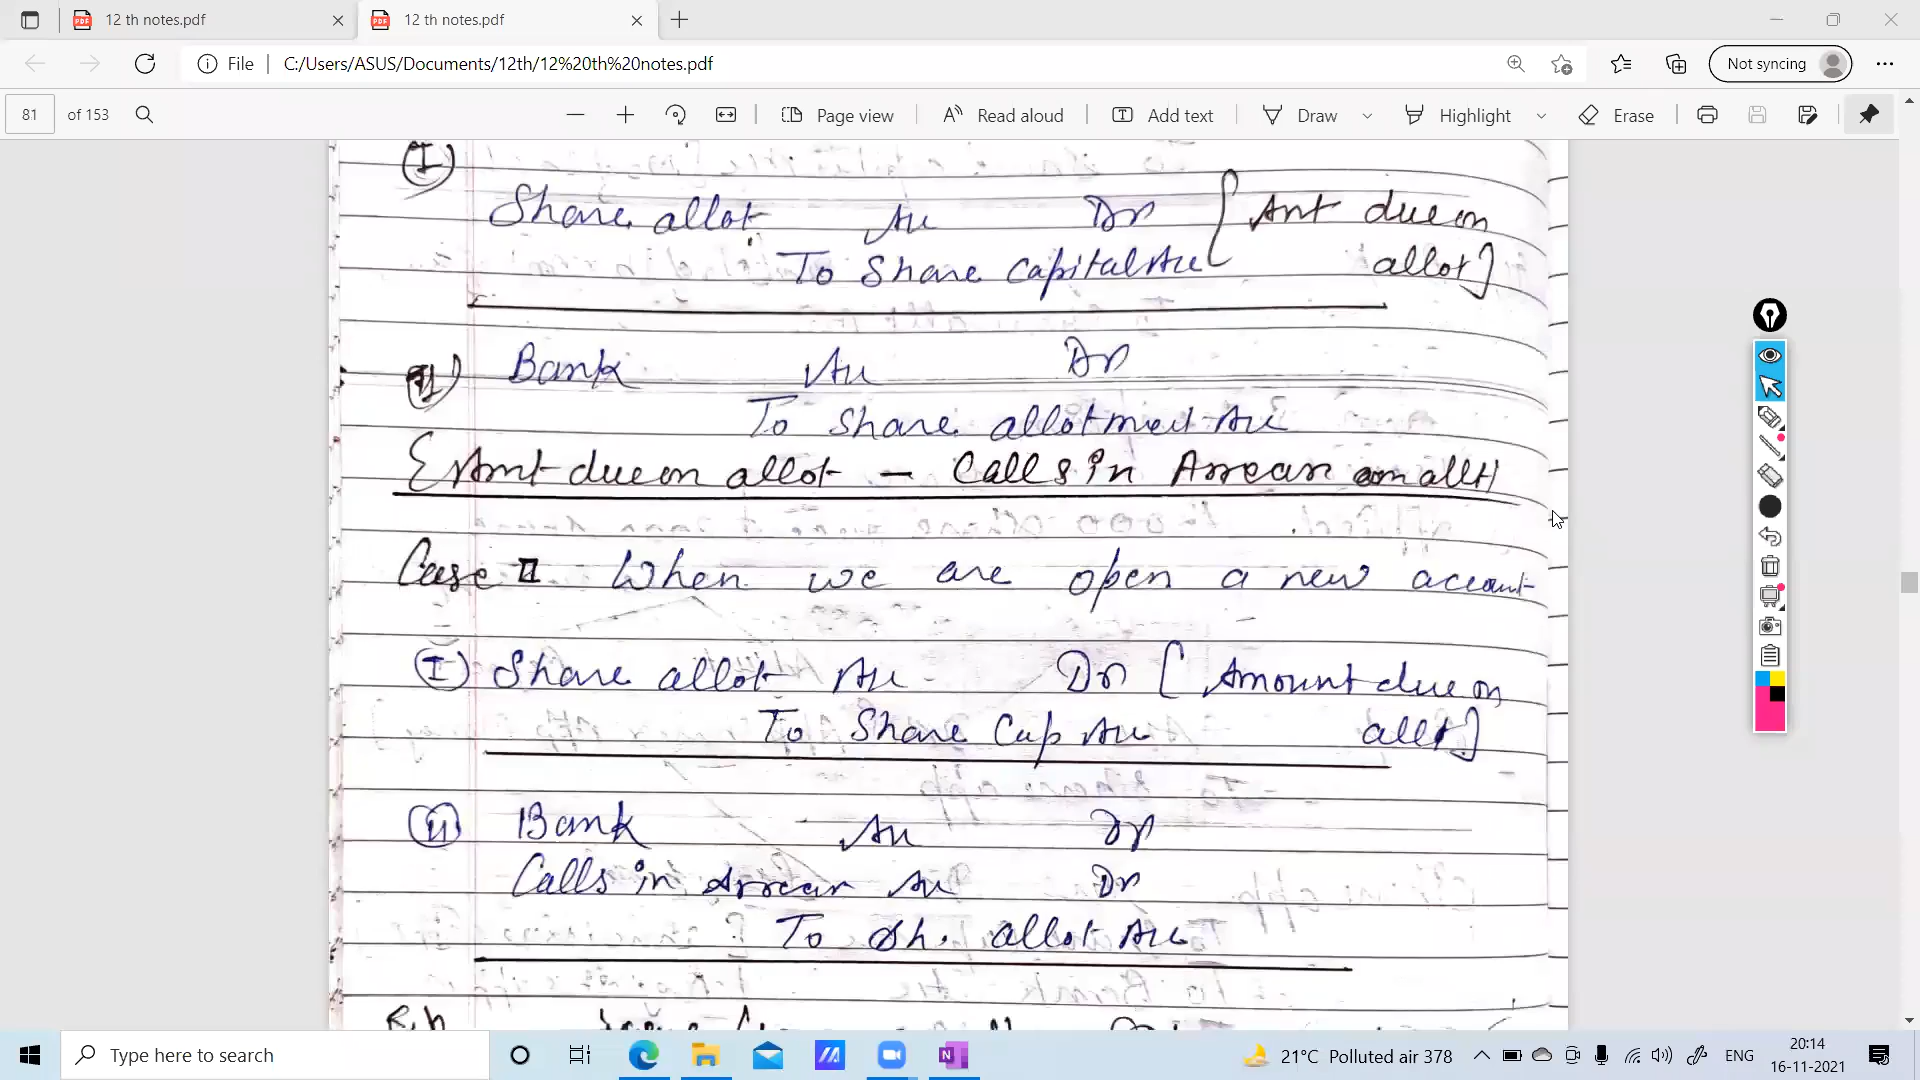 12 th notes.pdf
12 th notes.pdf
File C:/Users/ASUS/Documents/12th/12%20th%20notes.pdf
Not syncing
81 of 153
Page view Read aloud Add text Draw Highlight Erase
(I)
Share allot A/c Dr { Amt due on
To Share Capital A/c allot]
II) Bank A/c Dr
To Share allotment A/c
{ Amt due on allot - Calls in Arrear on allt}
Case II When we are open a new account
(I) Share allot A/c Dr [ Amount due on
To Share Cap A/c allt]
(II) Bank A/c Dr
Calls in Arrear A/c Dr
To Sh. allot A/c
Type here to search
21°C Polluted air 378
ENG
20:14
16-11-2021